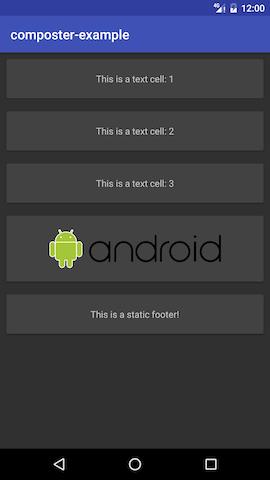 4G 12:00
composter-example
This is a text cell: 1
This is a text cell: 2
This is a text cell: 3
android
This is a static footer!